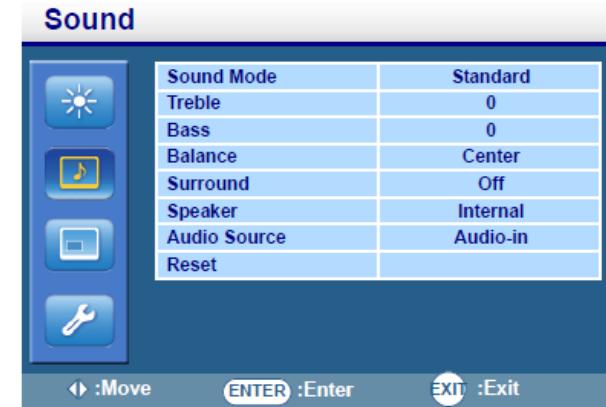 Sound
Sound Mode Standard
Treble 0
Bass 0
Balance Center
Surround Off
Speaker Internal
Audio Source Audio-in
Reset
:Move ENTER :Enter EXIT :Exit